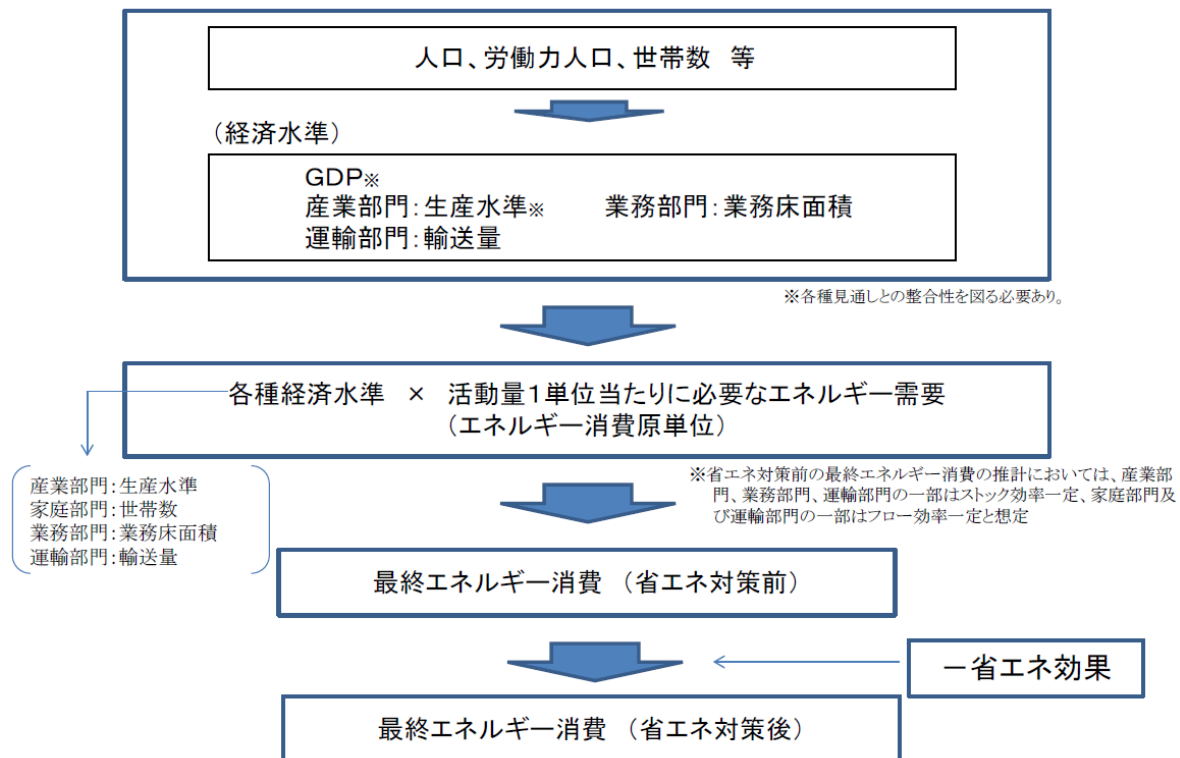 人口、労働力人口、世帯数　等
（経済水準）
GDP※
産業部門：生産水準※　　業務部門：業務床面積
運輸部門：輸送量
※各種見通しとの整合性を図る必要あり。
各種経済水準　×　活動量１単位当たりに必要なエネルギー需要
（エネルギー消費原単位）
産業部門：生産水準
家庭部門：世帯数
業務部門：業務床面積
運輸部門：輸送量
※省エネ対策前の最終エネルギー消費の推計においては、産業部
門、業務部門、運輸部門の一部はストック効率一定、家庭部門及
び運輸部門の一部はフロー効率一定と想定
最終エネルギー消費　（省エネ対策前）
－省エネ効果
最終エネルギー消費　（省エネ対策後）